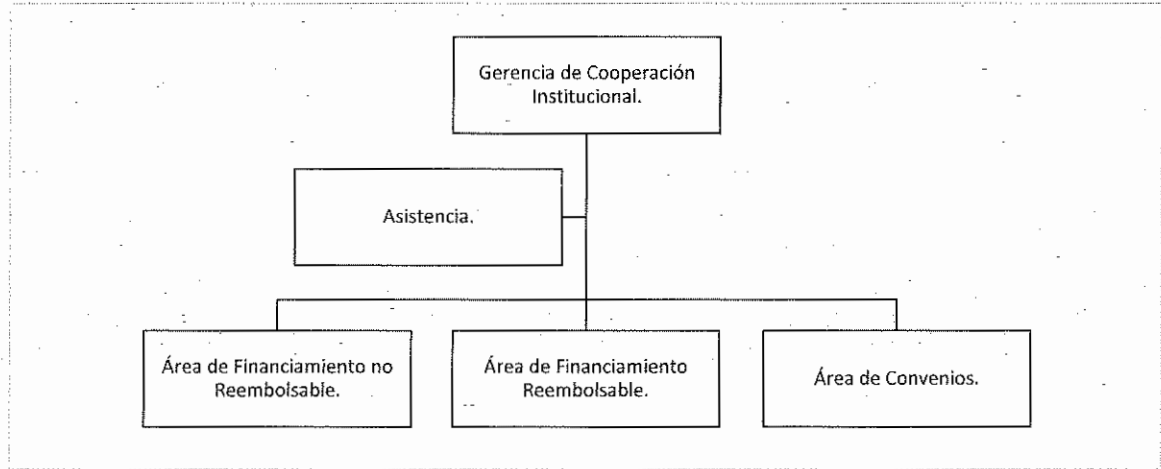 Gerencia de Cooperación
Institucional.
Asistencia.
Área de Financiamiento no
Reembolsable.
Área de Financiamiento
Reembolsable.
Área de Convenios.